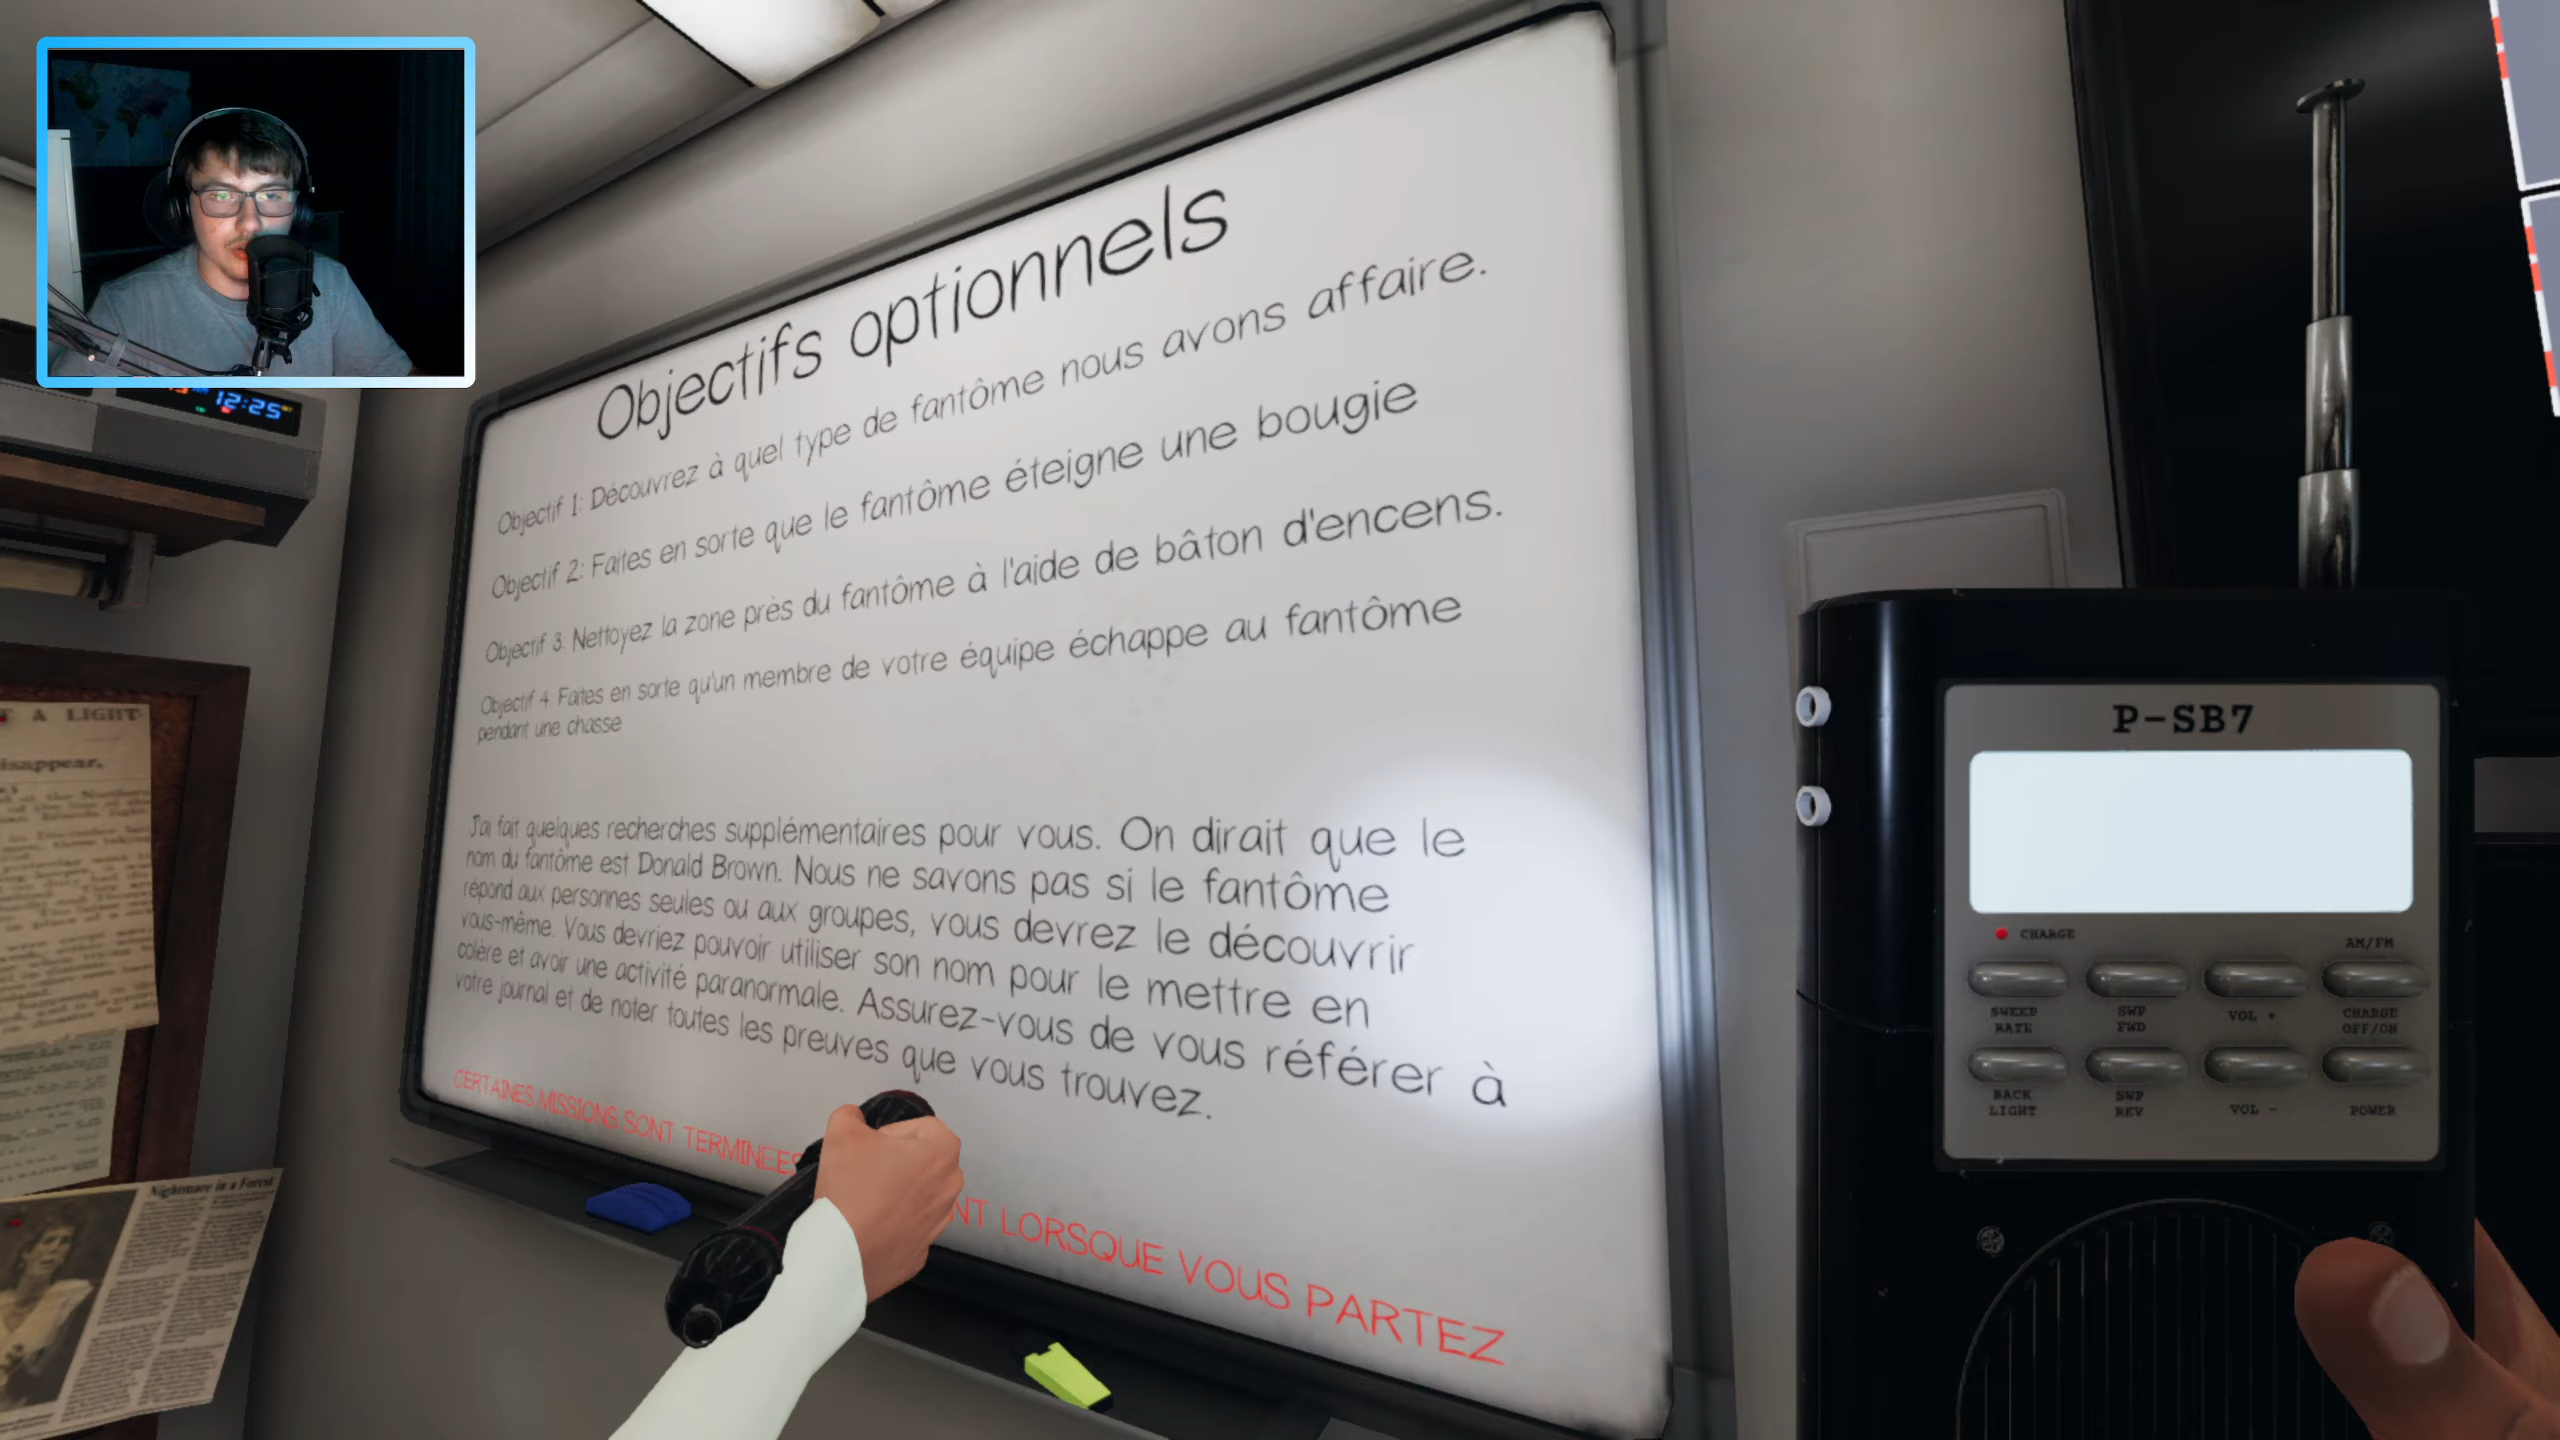 12:25
Objectifs optionnels
Objectif 1: Découvrez à quel type de fantôme nous avons affaire.
Objectif 2: Faites en sorte que le fantôme éteigne une bougie
Objectif 3: Nettoyez la zone près du fantôme à l'aide de bâton d'encens.
Objectif 4: Faites en sorte qu'un membre de votre équipe échappe au fantôme
pendant une chasse
J'ai fait quelques recherches supplémentaires pour vous. On dirait que le
nom du fantôme est Donald Brown. Nous ne savons pas si le fantôme
répond aux personnes seules ou aux groupes, vous devrez le découvrir
vous-même. Vous devriez pouvoir utiliser son nom pour le mettre en
colère et avoir une activité paranormale. Assurez-vous de vous référer à
votre journal et de noter toutes les preuves que vous trouvez.
CERTAINES MISSIONS SONT TERMINÉES NT LORSQUE VOUS PARTEZ
A LIGHT
isappear.
Nightmare in a Forest
P-SB7
CHARGE
AM/FM
SWEEP RATE
SWP FWD
VOL +
CHARGE OFF/ON
BACK LIGHT
SWP REV
VOL -
POWER